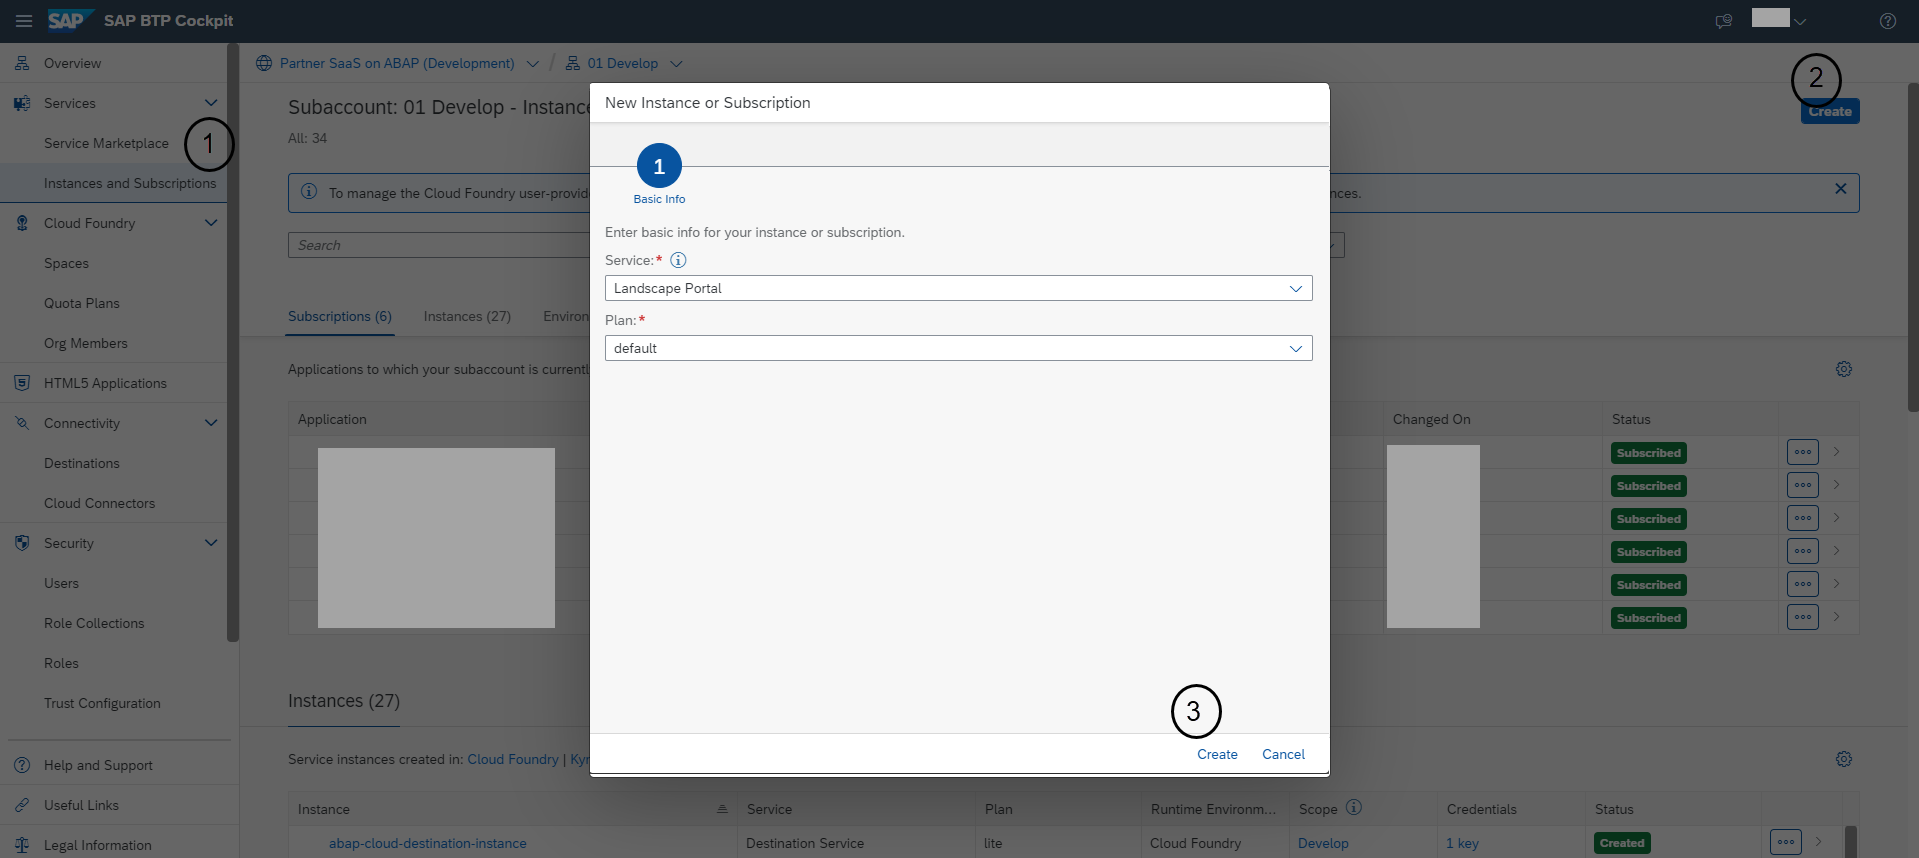 SAP SAP BTP Cockpit
Overview
Services
Service Marketplace
1
Instances and Subscriptions
Cloud Foundry
Spaces
Quota Plans
Org Members
HTML5 Applications
Connectivity
Destinations
Cloud Connectors
Security
Users
Role Collections
Roles
Trust Configuration
Help and Support
Useful Links
Legal Information
Partner SaaS on ABAP (Development) / 01 Develop
2
Subaccount: 01 Develop - Instanc
Create
All: 34
To manage the Cloud Foundry user-provid
nces.
Search
Subscriptions (6) Instances (27) Environ
Applications to which your subaccount is currentl
Application Changed On Status
Subscribed
Subscribed
Subscribed
Subscribed
Subscribed
Subscribed
New Instance or Subscription
1
Basic Info
Enter basic info for your instance or subscription.
Service:*
Landscape Portal
Plan:*
default
3
Create Cancel
Instances (27)
Service instances created in: Cloud Foundry | Kyr
Instance Service Plan Runtime Environm... Scope Credentials Status
abap-cloud-destination-instance Destination Service lite Cloud Foundry Develop 1 key Created